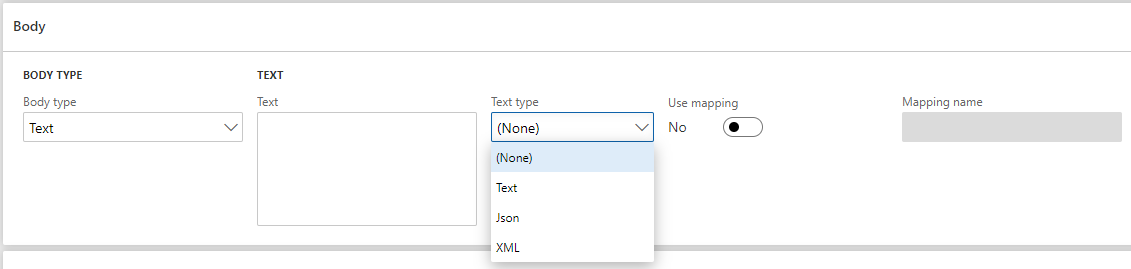 Body
BODY TYPE
TEXT
Body type
Text
Text type
Use mapping
Mapping name
Text
(None)
No
(None)
Text
Json
XML